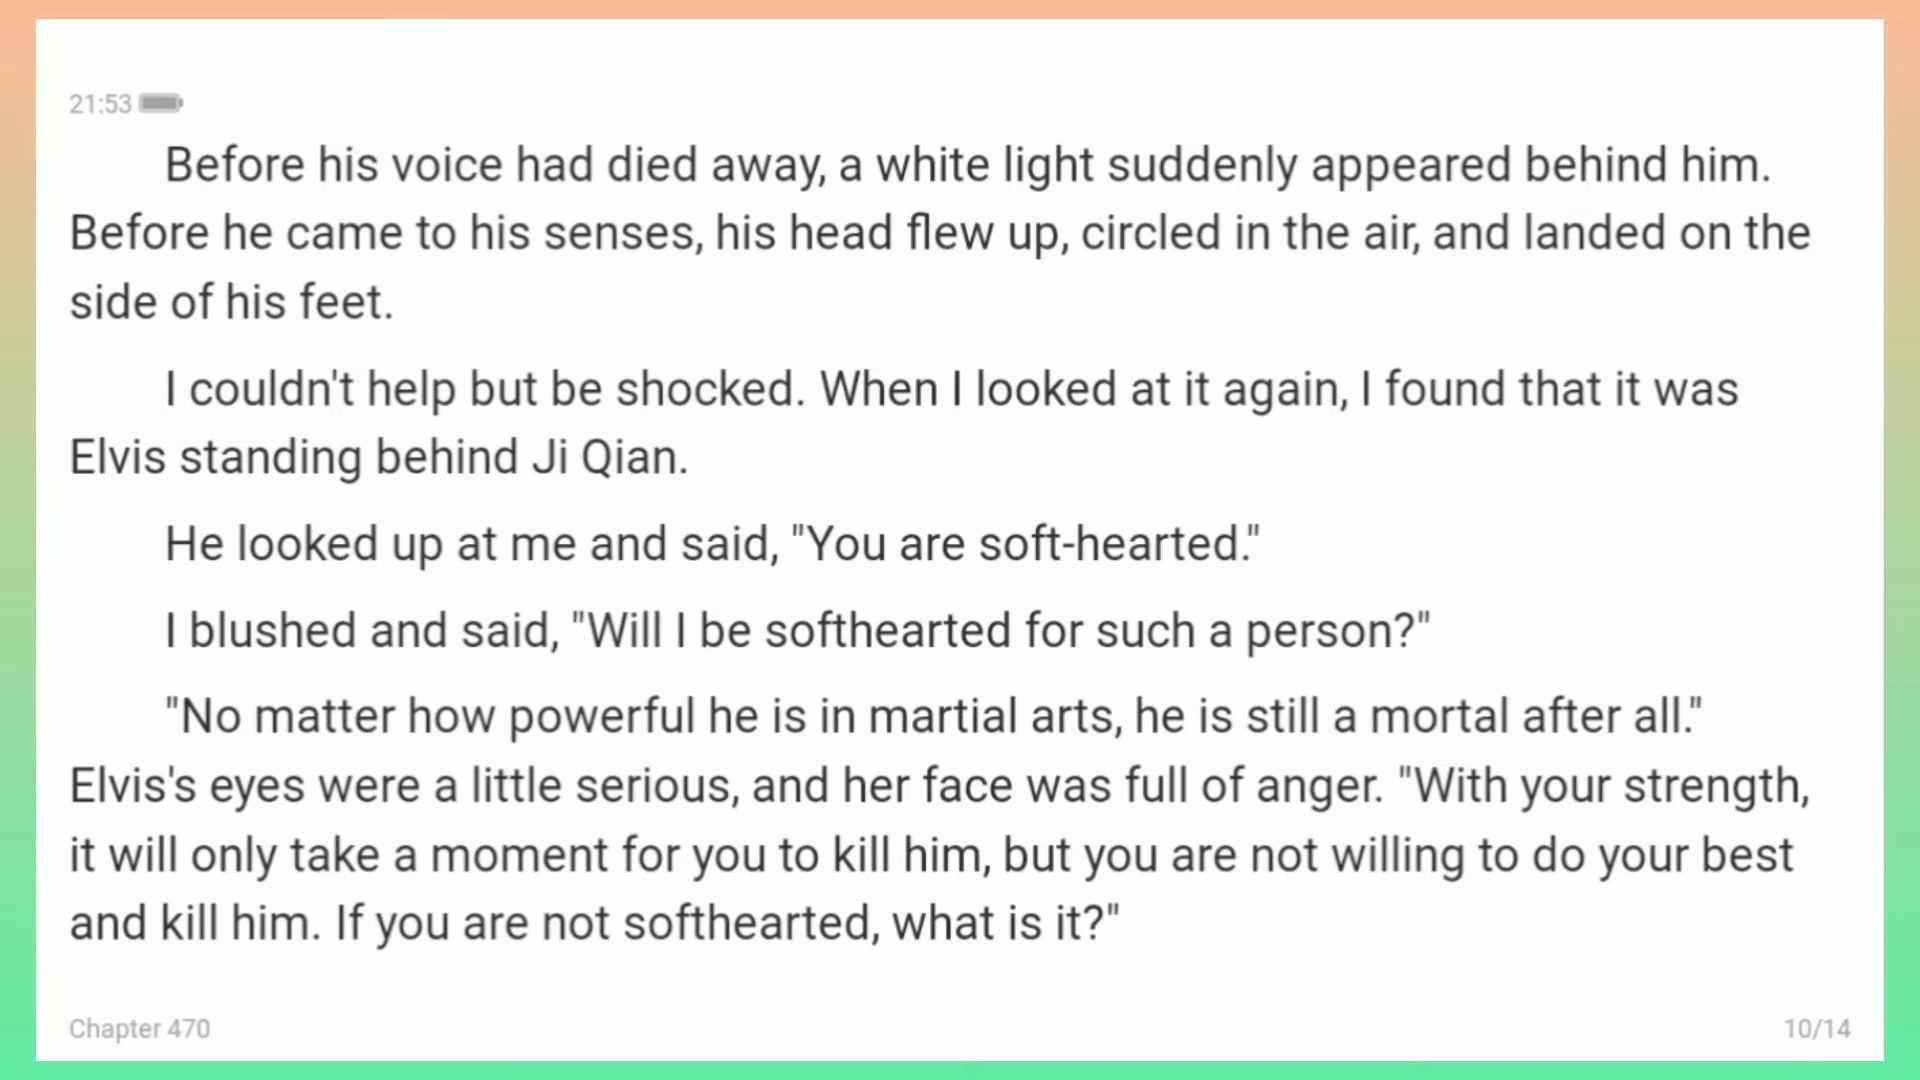 21:53
Before his voice had died away, a white light suddenly appeared behind him.
Before he came to his senses, his head flew up, circled in the air, and landed on the
side of his feet.
I couldn't help but be shocked. When I looked at it again, I found that it was
Elvis standing behind Ji Qian.
He looked up at me and said, "You are soft-hearted."
I blushed and said, "Will I be softhearted for such a person?"
"No matter how powerful he is in martial arts, he is still a mortal after all."
Elvis's eyes were a little serious, and her face was full of anger. "With your strength,
it will only take a moment for you to kill him, but you are not willing to do your best
and kill him. If you are not softhearted, what is it?"
Chapter 470
10/14